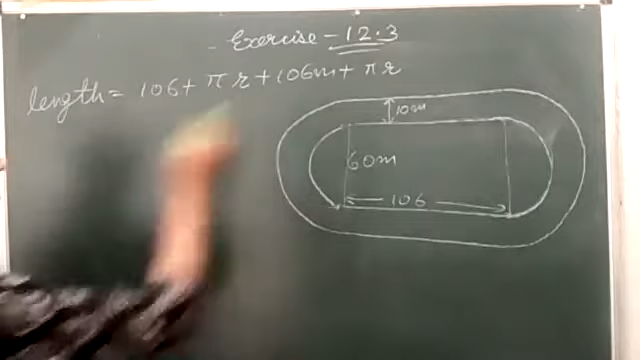 Exercise - 12.3
length = 106 + πr + 106m + πr
10m
60m
106